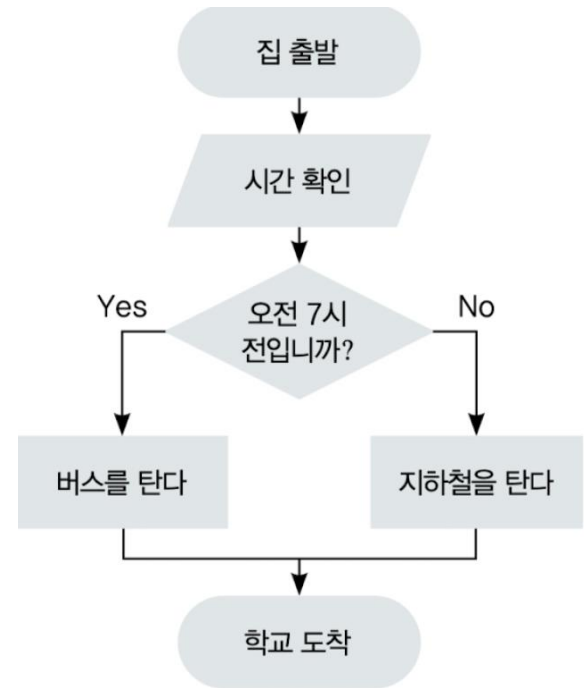 집 출발
시간 확인
Yes
오전 7시
전입니까?
No
버스를 탄다
지하철을 탄다
학교 도착